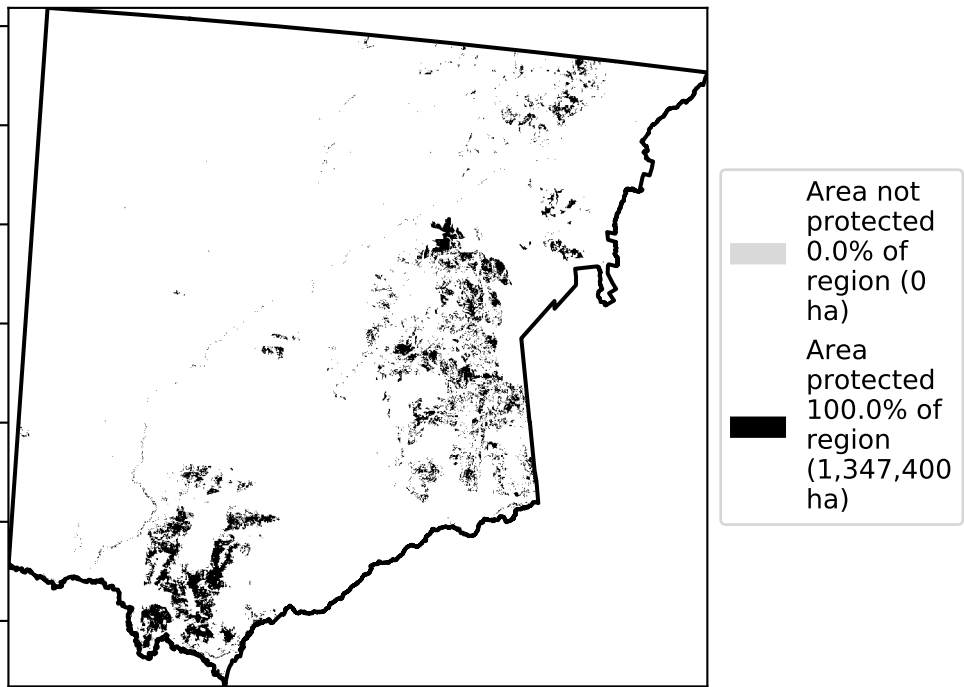 Area not
protected
0.0% of
region (0
ha)
Area
protected
100.0% of
region
(1,347,400
ha)